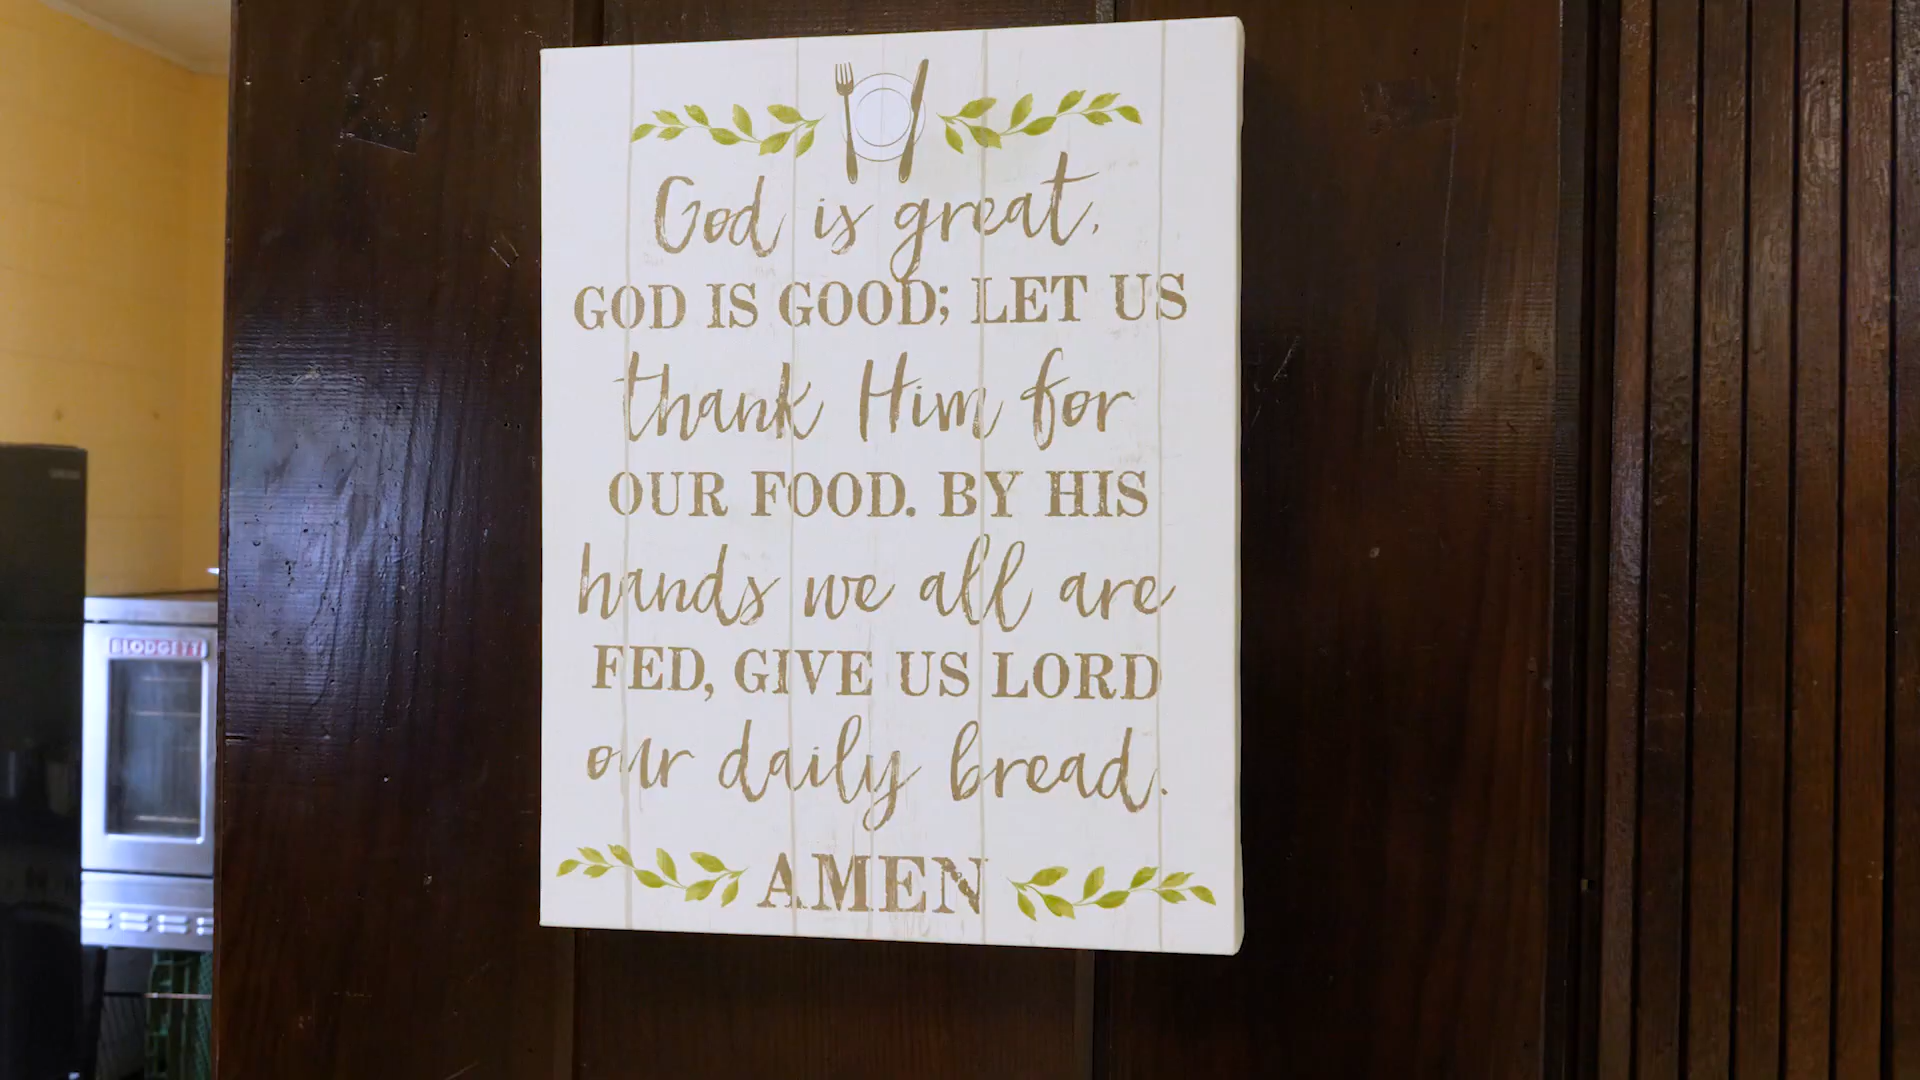 God is great,
GOD IS GOOD; LET US
thank Him for
OUR FOOD. BY HIS
hands we all are
FED, GIVE US LORD
our daily bread.
AMEN
BLODGETT